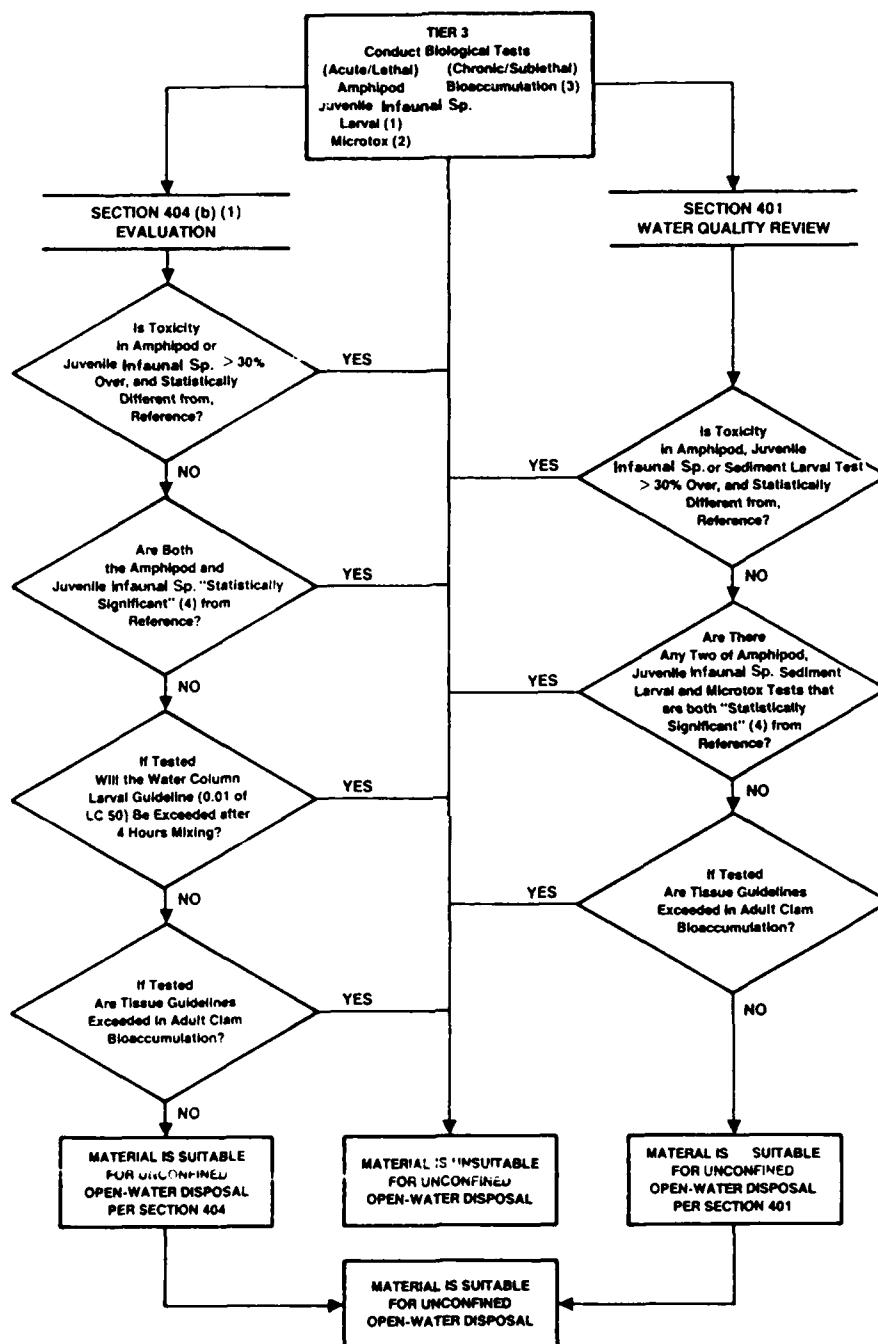 TIER 3
Conduct Biological Tests
(Acute/Lethal) (Chronic/Sublethal)
Amphipod Bioaccumulation (3)
Juvenile Infaunal Sp.
Larval (1)
Microtox (2)
SECTION 404 (b) (1)
EVALUATION
Is Toxicity
in Amphipod or
Juvenile Infaunal Sp. > 30%
Over, and Statistically
Different from,
Reference?
YES
NO
Are Both
the Amphipod and
Juvenile Infaunal Sp. "Statistically
Significant" (4) from
Reference?
YES
NO
If Tested
Will the Water Column
Larval Guideline (0.01 of
LC 50) Be Exceeded after
4 Hours Mixing?
YES
NO
If Tested
Are Tissue Guidelines
Exceeded in Adult Clam
Bioaccumulation?
YES
NO
MATERIAL IS SUITABLE
FOR UNCONFINED
OPEN-WATER DISPOSAL
PER SECTION 404
SECTION 401
WATER QUALITY REVIEW
Is Toxicity
in Amphipod, Juvenile
Infaunal Sp. or Sediment Larval Test
> 30% Over, and Statistically
Different from,
Reference?
YES
NO
Are There
Any Two of Amphipod,
Juvenile Infaunal Sp. Sediment
Larval and Microtox Tests that
are both "Statistically
Significant" (4) from
Reference?
YES
NO
If Tested
Are Tissue Guidelines
Exceeded in Adult Clam
Bioaccumulation?
YES
NO
MATERAL IS SUITABLE
FOR UNCONFINED
OPEN-WATER DISPOSAL
PER SECTION 401
MATERIAL IS UNSUITABLE
FOR UNCONFINED
OPEN-WATER DISPOSAL
MATERIAL IS SUITABLE
FOR UNCONFINED
OPEN-WATER DISPOSAL